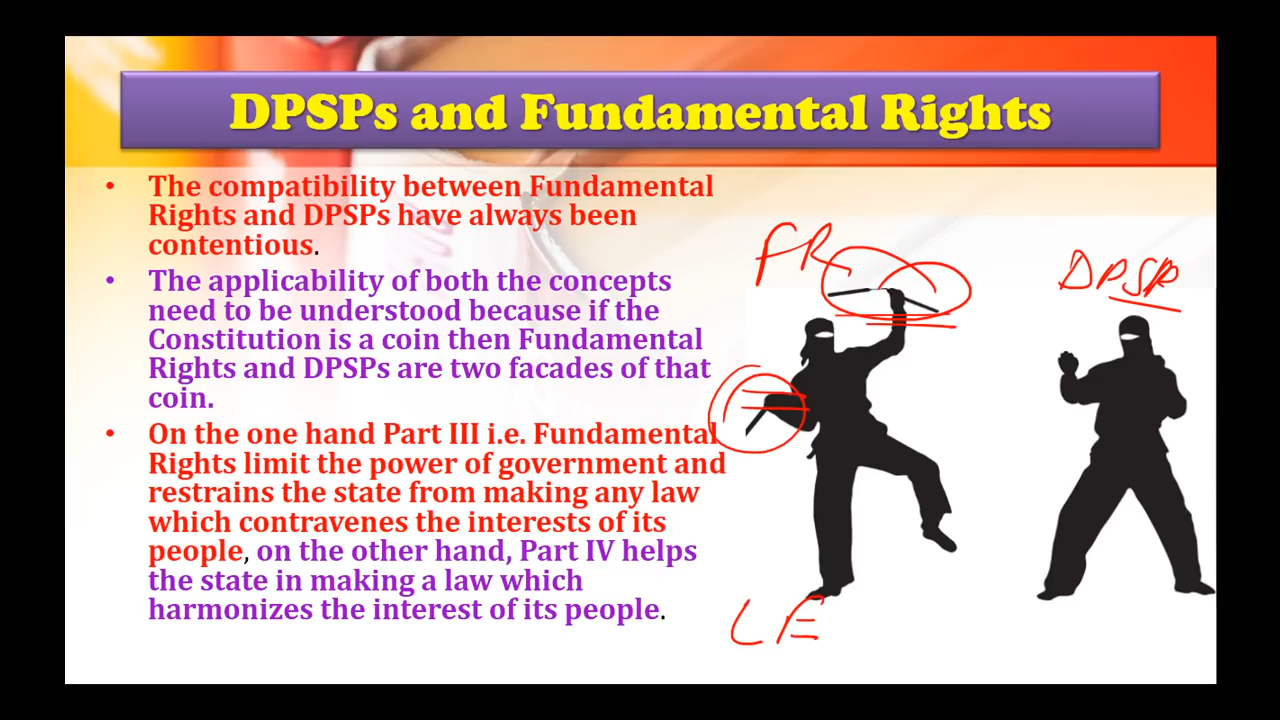 DPSPs and Fundamental Rights
• The compatibility between Fundamental
Rights and DPSPs have always been
contentious.
• The applicability of both the concepts
need to be understood because if the
Constitution is a coin then Fundamental
Rights and DPSPs are two facades of that
coin.
• On the one hand Part III i.e. Fundamental
Rights limit the power of government and
restrains the state from making any law
which contravenes the interests of its
people, on the other hand, Part IV helps
the state in making a law which
harmonizes the interest of its people.
FR
DPSP
LE